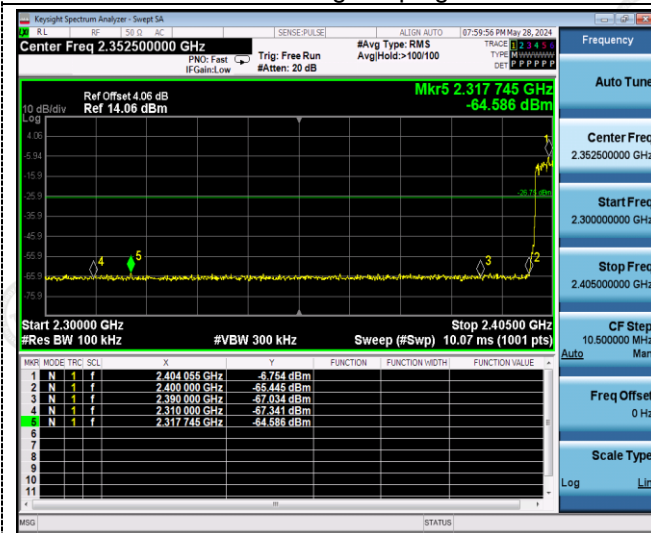 Keysight Spectrum Analyzer - Swept SA
RL RF 50 Ω AC SENSE:PULSE ALIGN AUTO 07:59:56 PM May 28, 2024
Center Freq 2.352500000 GHz
PNO: Fast
IFGain:Low
Trig: Free Run
#Atten: 20 dB
#Avg Type: RMS
Avg|Hold:>100/100
TRACE 1 2 3 4 5 6
TYPE M
DET P P P P P P
Ref Offset 4.06 dB
10 dB/div Ref 14.06 dBm
Log
Mkr5 2.317 745 GHz
-64.586 dBm
4.06
-5.94
-15.9
-25.9
-35.9
-45.9
-55.9
-65.9
-75.9
1
2
3
4
5
Start 2.30000 GHz Stop 2.40500 GHz
#Res BW 100 kHz #VBW 300 kHz Sweep (#Swp) 10.07 ms (1001 pts)
MKR MODE TRC SCL X Y FUNCTION FUNCTION WIDTH FUNCTION VALUE
1 N 1 f 2.404 055 GHz -6.754 dBm
2 N 1 f 2.400 000 GHz -65.445 dBm
3 N 1 f 2.390 000 GHz -67.034 dBm
4 N 1 f 2.310 000 GHz -67.341 dBm
5 N 1 f 2.317 745 GHz -64.586 dBm
6
7
8
9
10
11
MSG STATUS
Frequency
Auto Tune
Center Freq
2.352500000 GHz
Start Freq
2.300000000 GHz
Stop Freq
2.405000000 GHz
CF Step
10.500000 MHz
Auto Man
Freq Offset
0 Hz
Scale Type
Log Lin